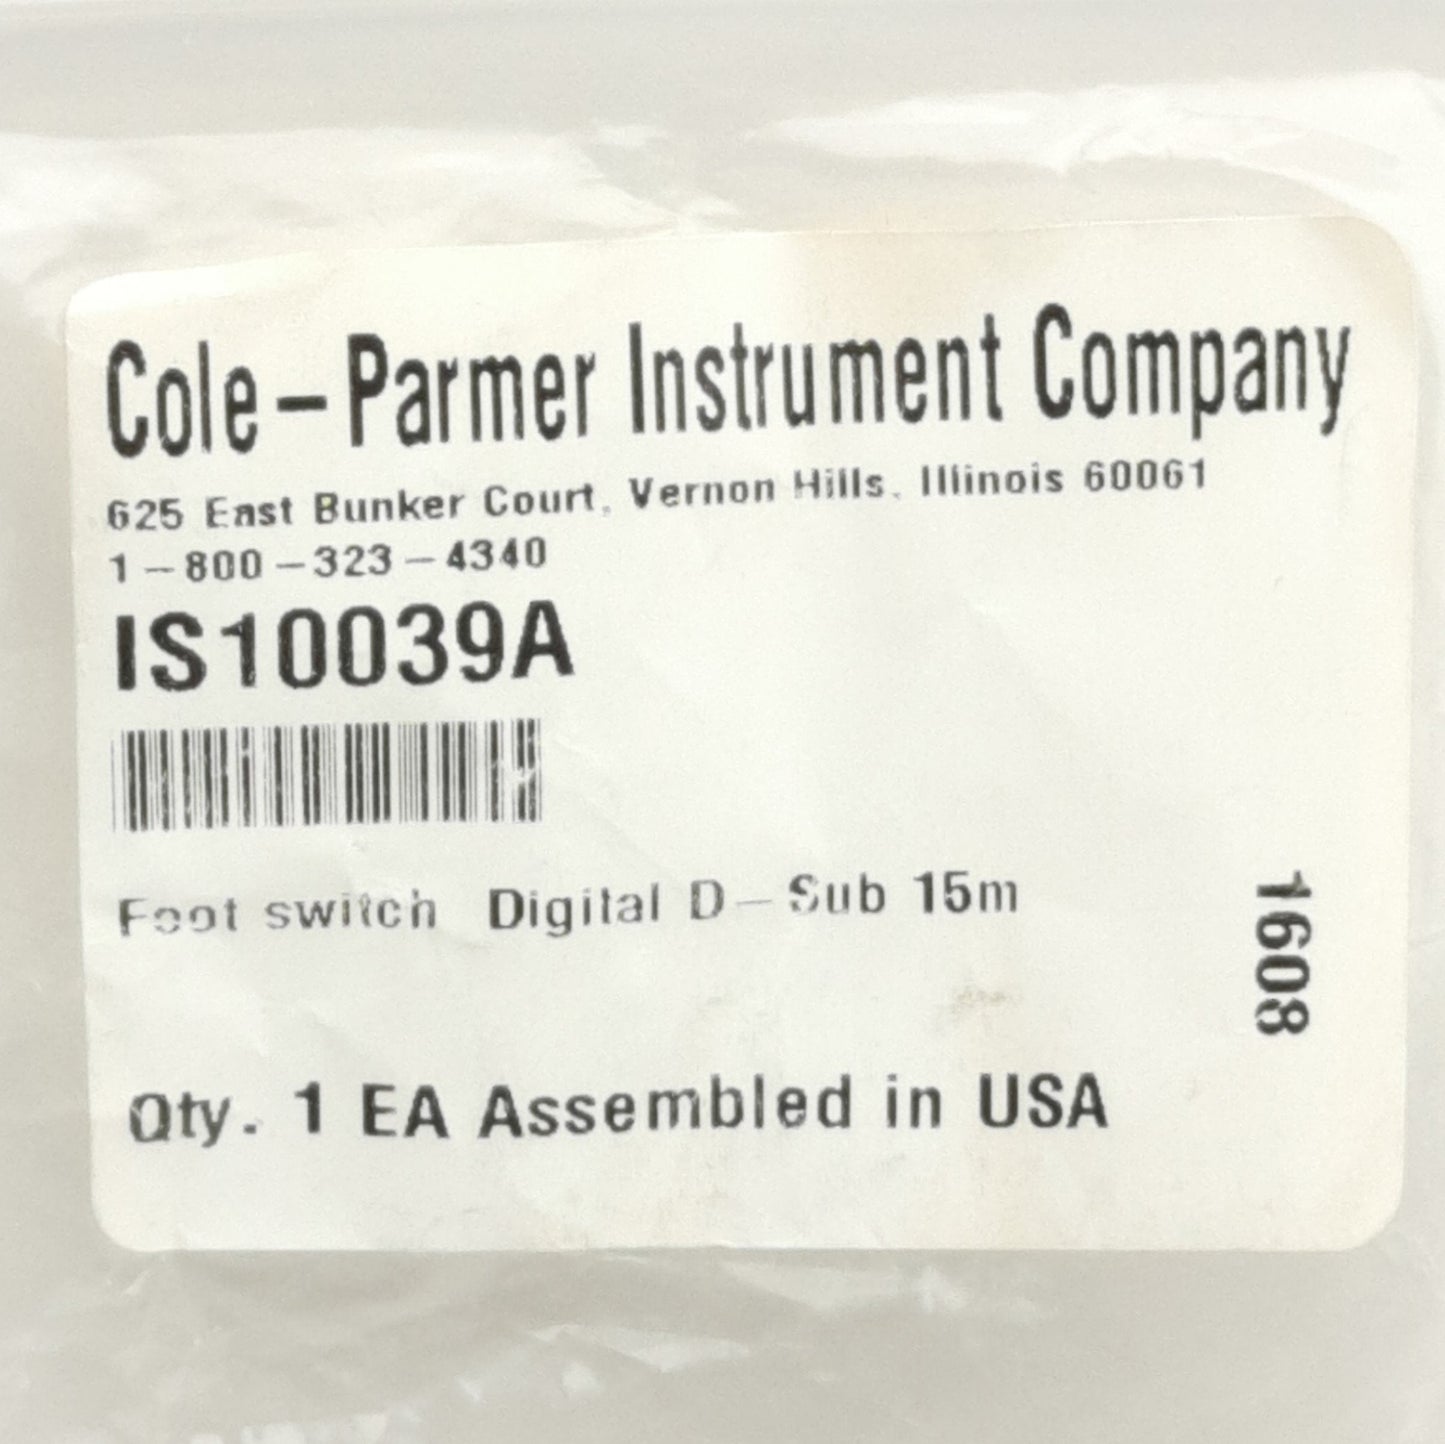 Cole-Parmer Instrument Company
625 East Bunker Court, Vernon Hills, Illinois 60061
1-800-323-4340
IS10039A
Foot switch Digital D-Sub 15m
1608
Qty. 1 EA Assembled in USA